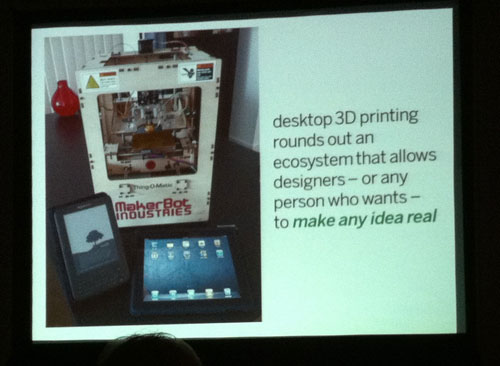 desktop 3D printing
rounds out an
ecosystem that allows
designers – or any
person who wants –
to make any idea real
Thing-O-Matic
MakerBot
INDUSTRIES